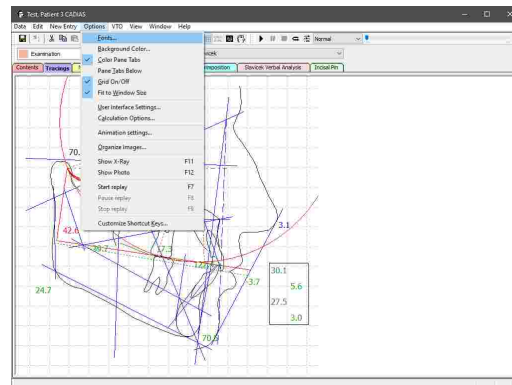 Test, Patient 3 CADIAS
Data Edit New Entry Options VTO View Window Help
Normal
Examination
Contents Tracings
Slavicek Verbal Analysis Incisal Pin
Fonts...
Background Color...
Color Pane Tabs
Pane Tabs Below
Grid On/Off
Fit to Window Size
User Interface Settings...
Calculation Options...
Animation settings...
Organize images...
Show X-Ray F11
Show Photo F12
Start replay F7
Pause replay F8
Stop replay F9
Customize Shortcut Keys...
70.
42.6
3.1
24.7
-3.7
30.1
5.6
27.5
3.0